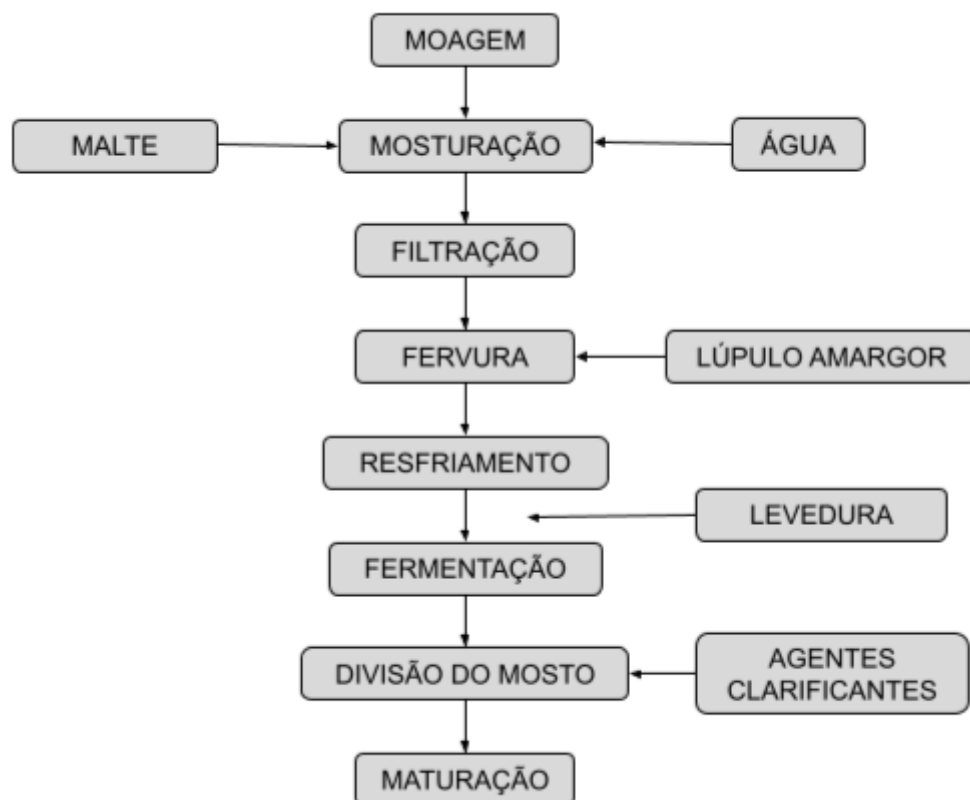 MOAGEM
MALTE
MOSTURAÇÃO
ÁGUA
FILTRAÇÃO
FERVURA
LÚPULO AMARGOR
RESFRIAMENTO
LEVEDURA
FERMENTAÇÃO
DIVISÃO DO MOSTO
AGENTES
CLARIFICANTES
MATURAÇÃO